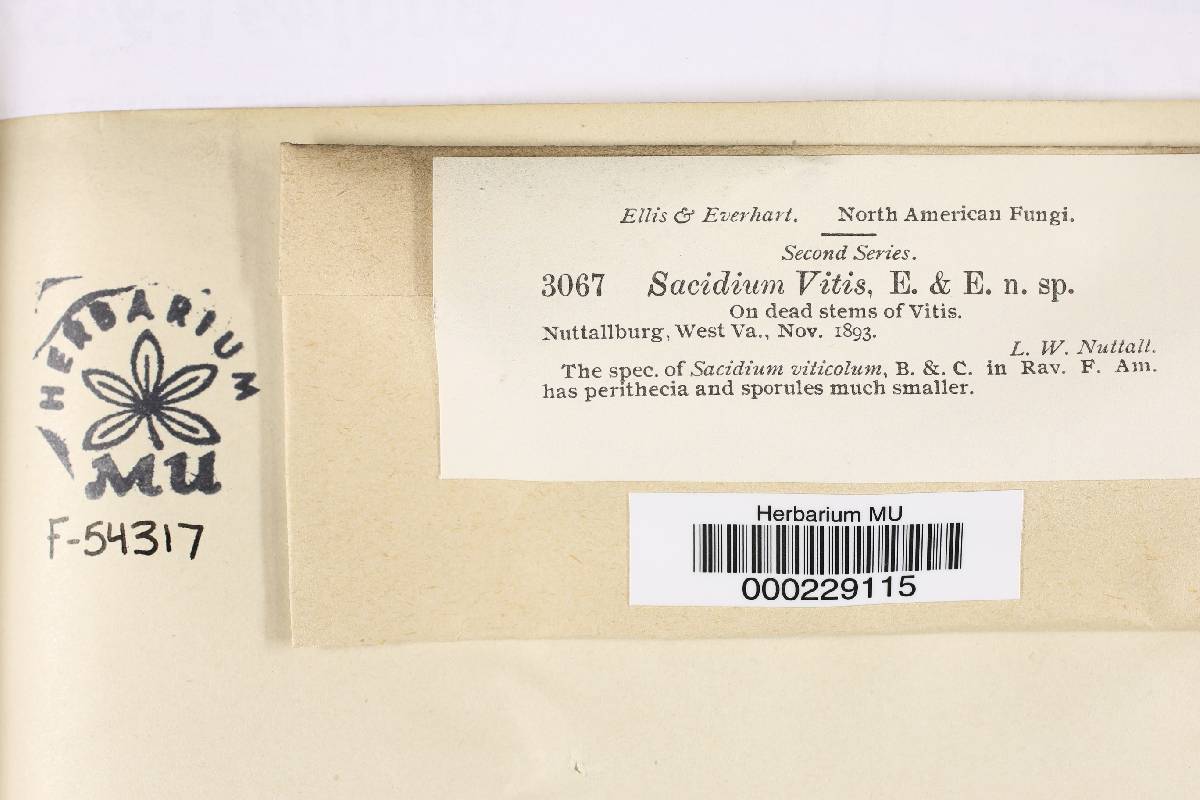 Ellis & Everhart. North American Fungi.
Second Series.
3067 Sacidium Vitis, E. & E. n. sp.
On dead stems of Vitis.
Nuttallburg, West Va., Nov. 1893.
L. W. Nuttall.
The spec. of Sacidium viticolum, B. &. C. in Rav. F. Am.
has perithecia and sporules much smaller.
HERBARIUM
MU
F-54317
Herbarium MU
000229115